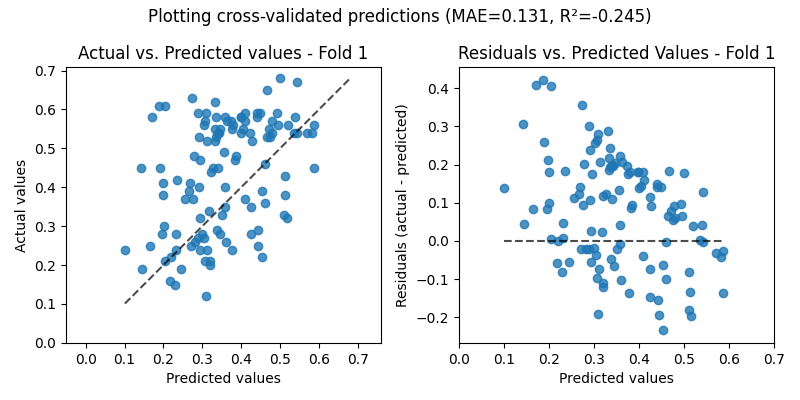 Plotting cross-validated predictions (MAE=0.131, R²=-0.245)
Actual vs. Predicted values - Fold 1
Actual values
0.7
0.6
0.5
0.4
0.3
0.2
0.1
0.0
0.0 0.1 0.2 0.3 0.4 0.5 0.6 0.7
Predicted values
Residuals vs. Predicted Values - Fold 1
Residuals (actual - predicted)
0.4
0.3
0.2
0.1
0.0
−0.1
−0.2
0.0 0.1 0.2 0.3 0.4 0.5 0.6 0.7
Predicted values